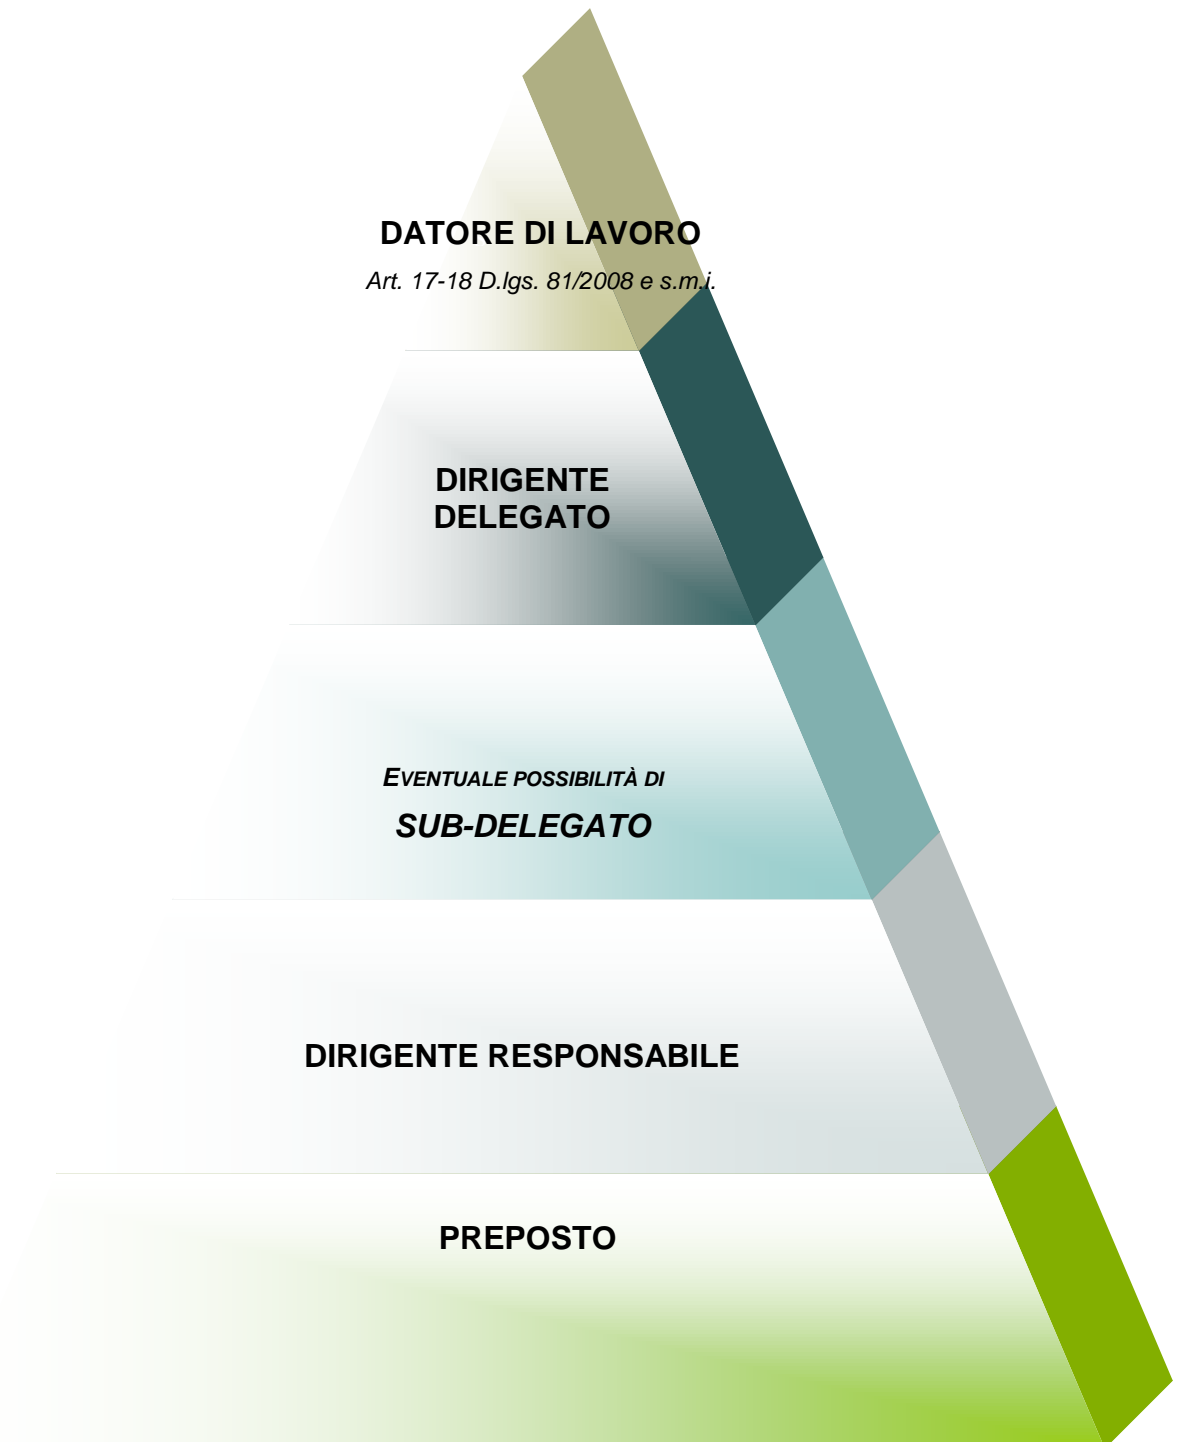 DATORE DI LAVORO
Art. 17-18 D.lgs. 81/2008 e s.m.i.
DIRIGENTE
DELEGATO
EVENTUALE POSSIBILITÀ DI
SUB-DELEGATO
DIRIGENTE RESPONSABILE
PREPOSTO